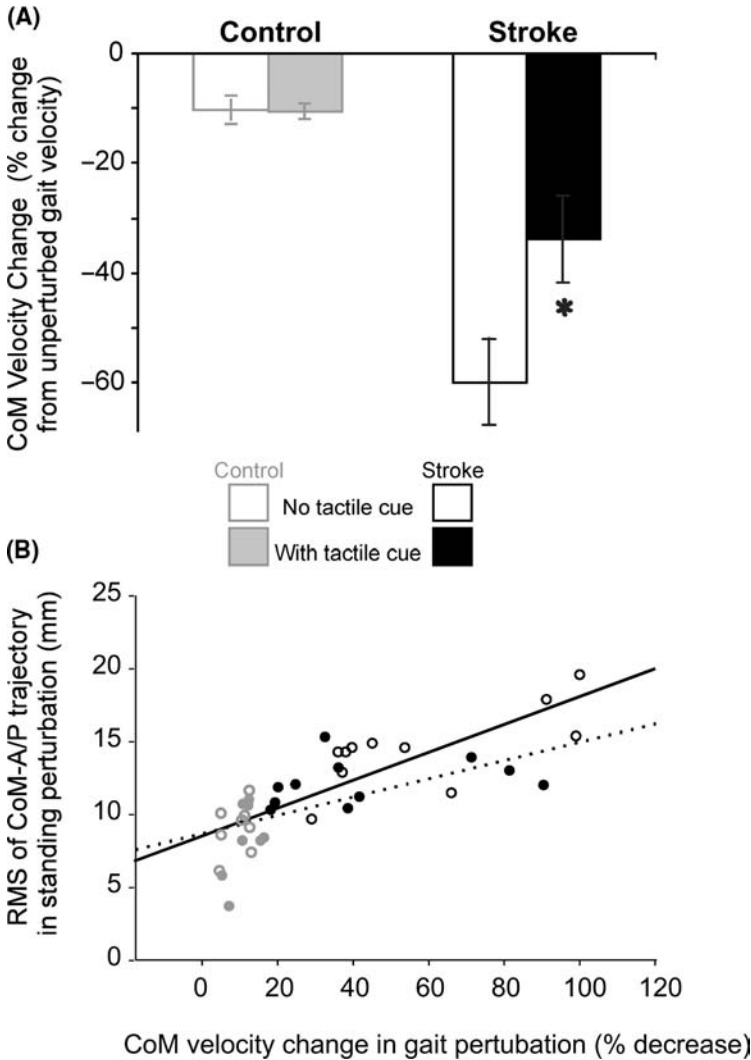 (A)
Control Stroke
0
−20
−40
−60
CoM Velocity Change (% change
from unperturbed gait velocity)
*
Control Stroke
No tactile cue
With tactile cue
(B)
25
20
15
10
5
0
RMS of CoM-A/P trajectory
in standing perturbation (mm)
0 20 40 60 80 100 120
CoM velocity change in gait pertubation (% decrease)